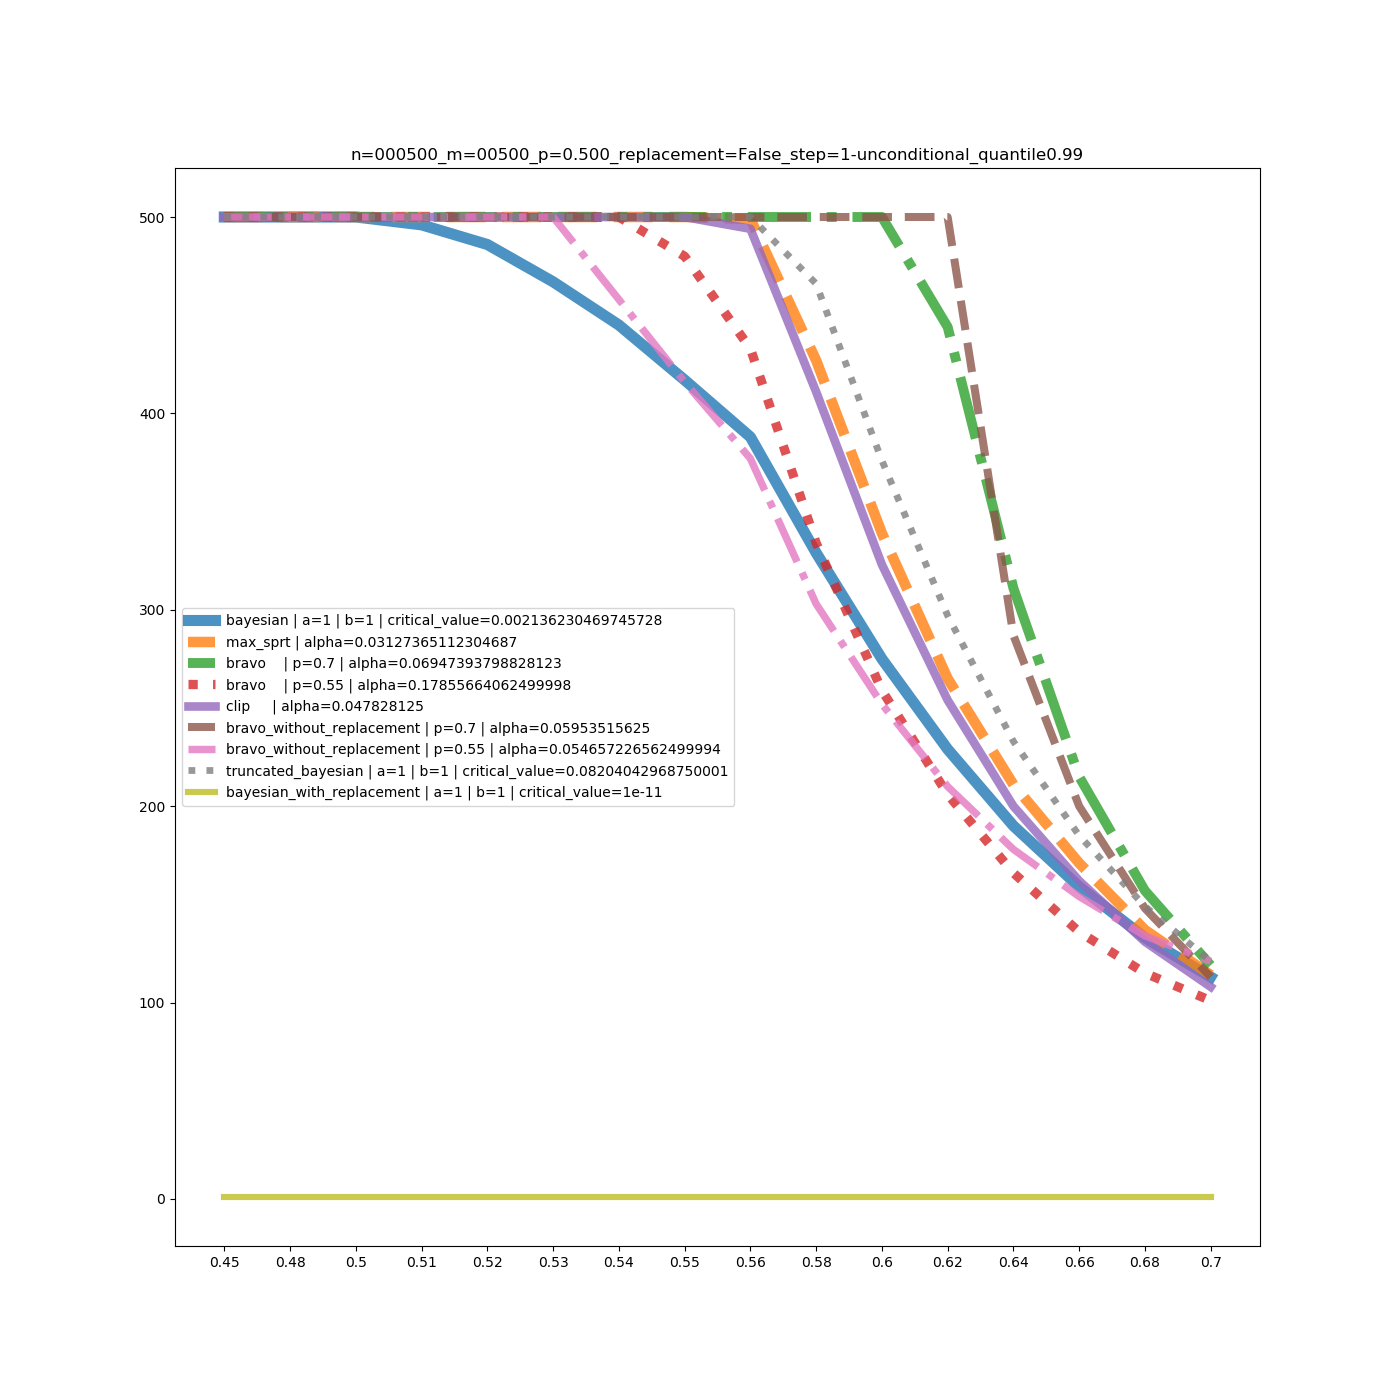 n=000500_m=00500_p=0.500_replacement=False_step=1-unconditional_quantile0.99
500
400
300
200
100
0
bayesian | a=1 | b=1 | critical_value=0.002136230469745728
max_sprt | alpha=0.03127365112304687
bravo    | p=0.7 | alpha=0.06947393798828123
bravo    | p=0.55 | alpha=0.17855664062499998
clip     | alpha=0.047828125
bravo_without_replacement | p=0.7 | alpha=0.05953515625
bravo_without_replacement | p=0.55 | alpha=0.054657226562499994
truncated_bayesian | a=1 | b=1 | critical_value=0.08204042968750001
bayesian_with_replacement | a=1 | b=1 | critical_value=1e-11
0.45 0.48 0.5 0.51 0.52 0.53 0.54 0.55 0.56 0.58 0.6 0.62 0.64 0.66 0.68 0.7